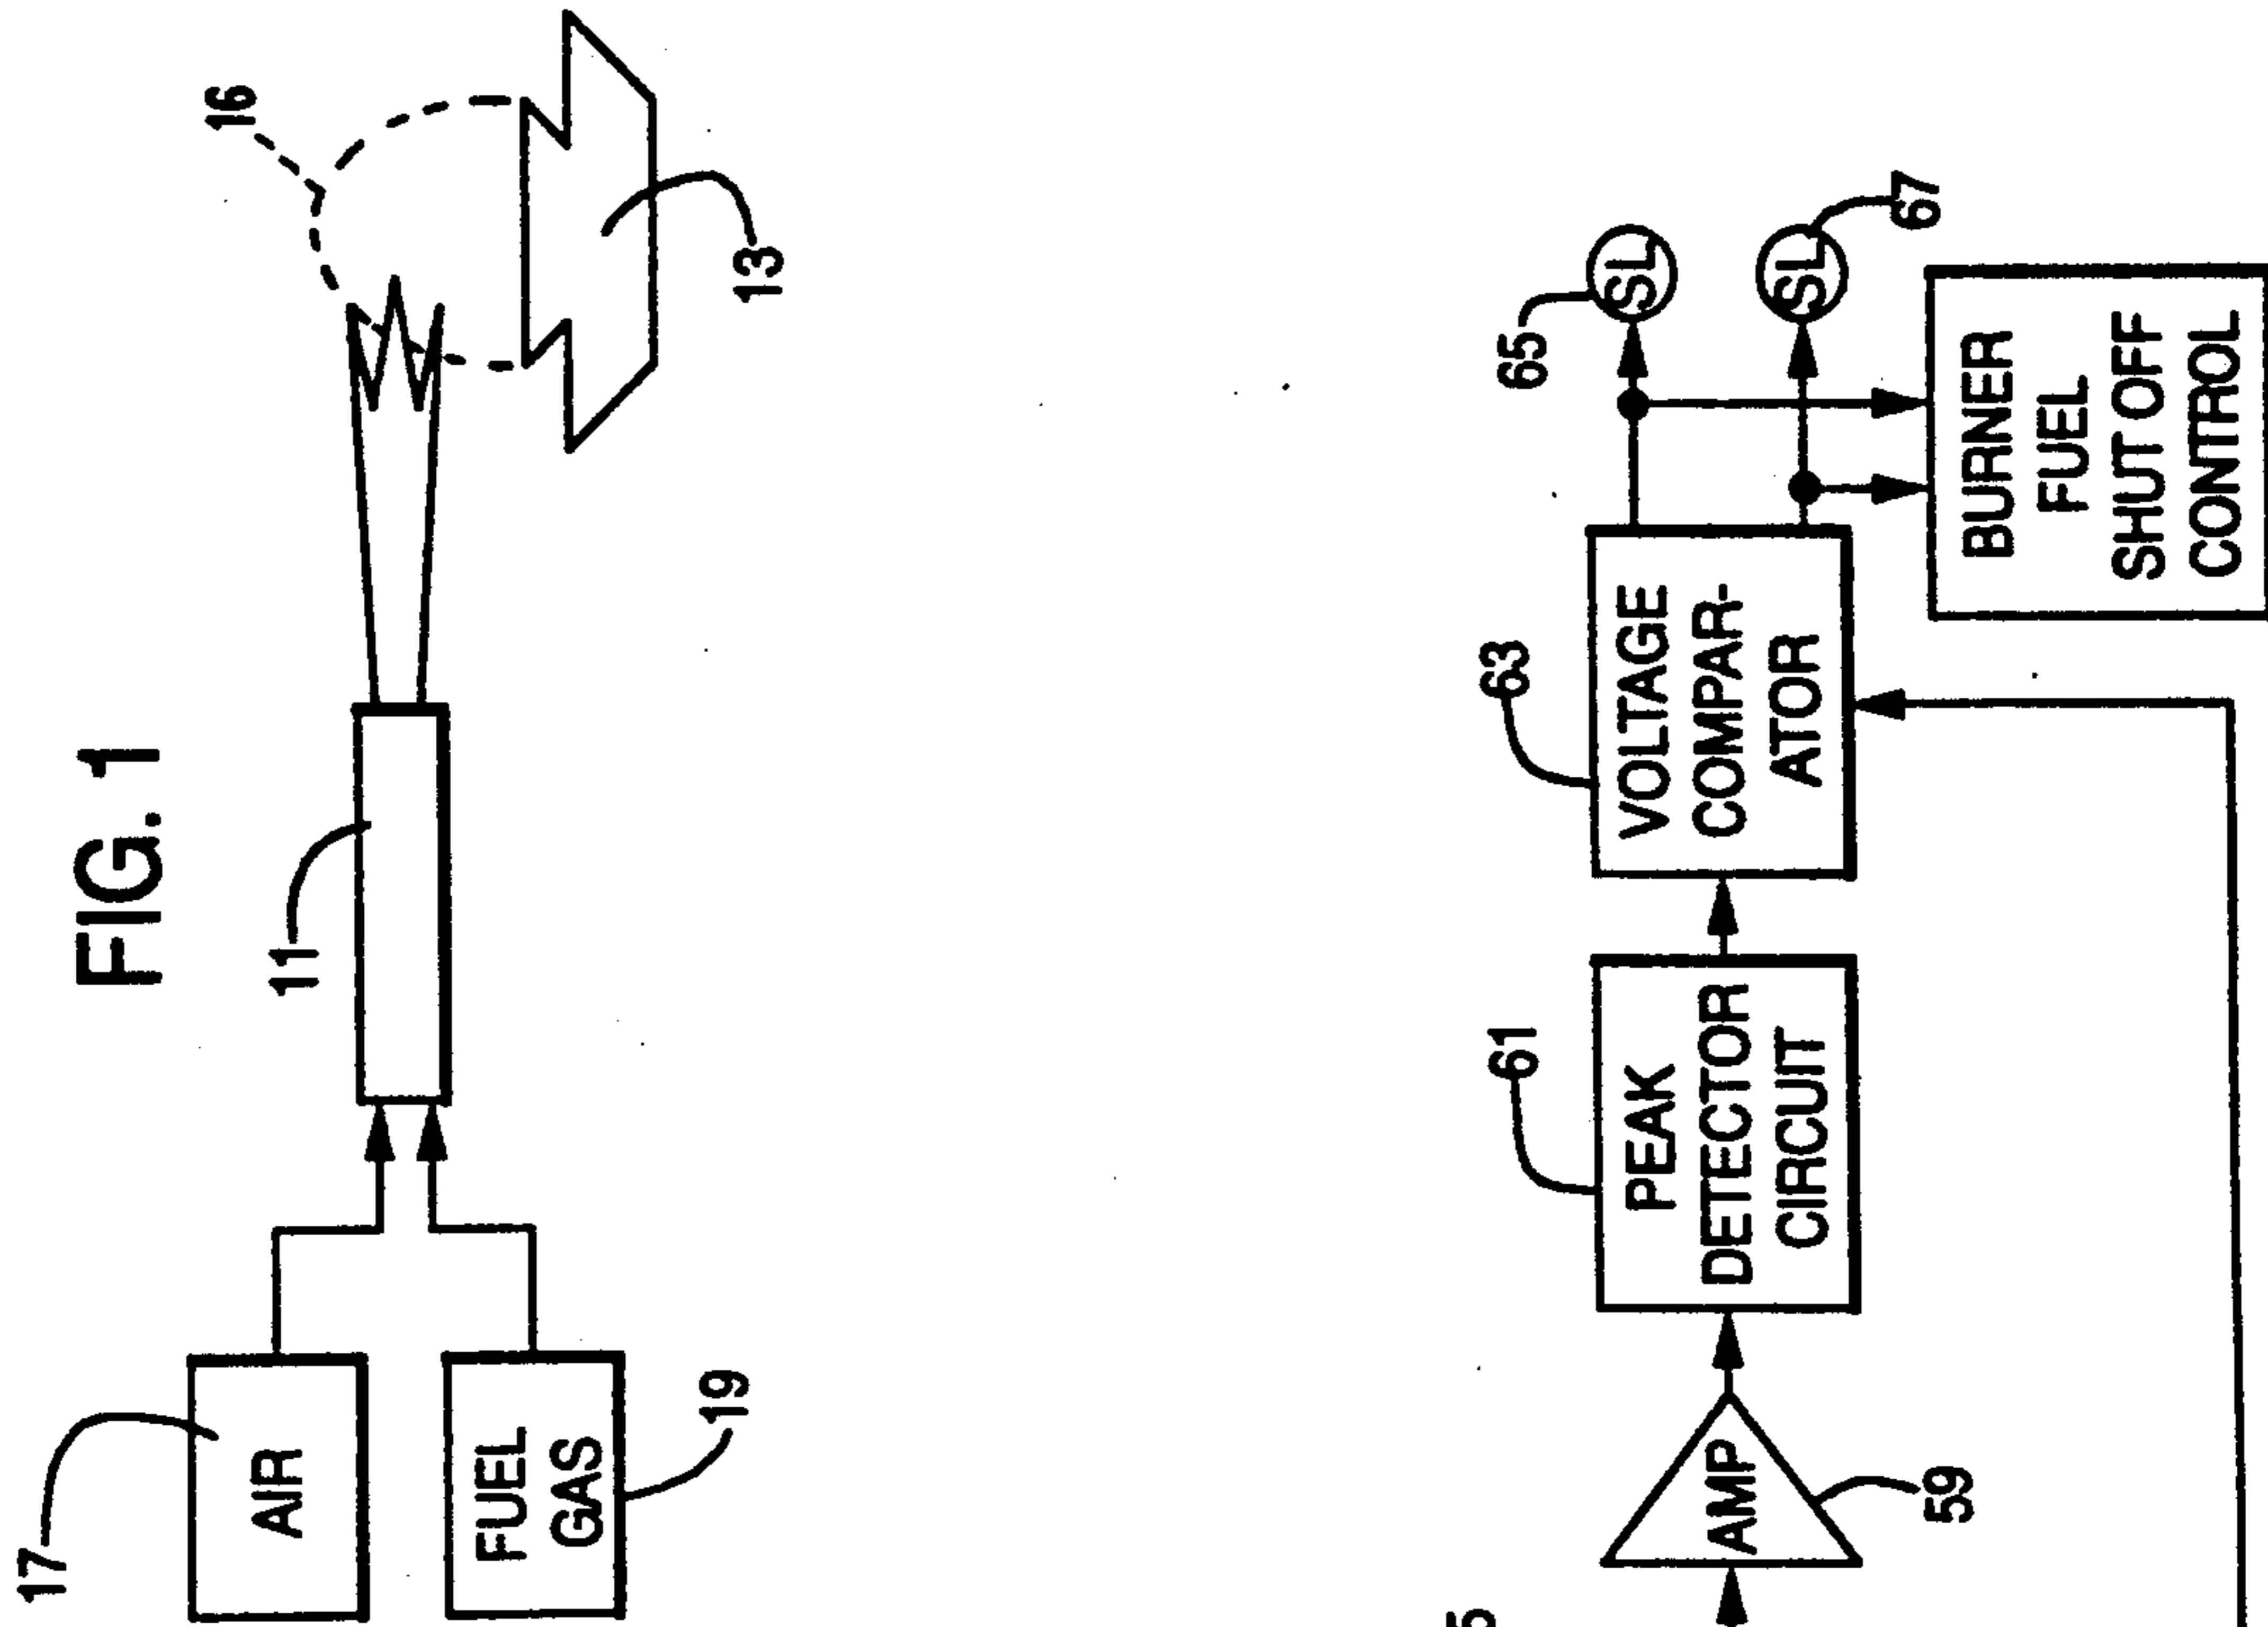 FIG. 1
16
11
13
17
AIR
FUEL
GAS
19
65
SL
SL
67
63
VOLTAGE
COMPAR-
ATOR
BURNER
FUEL
SHUT OFF
CONTROL
61
PEAK
DETECTOR
CIRCUIT
AMP
59